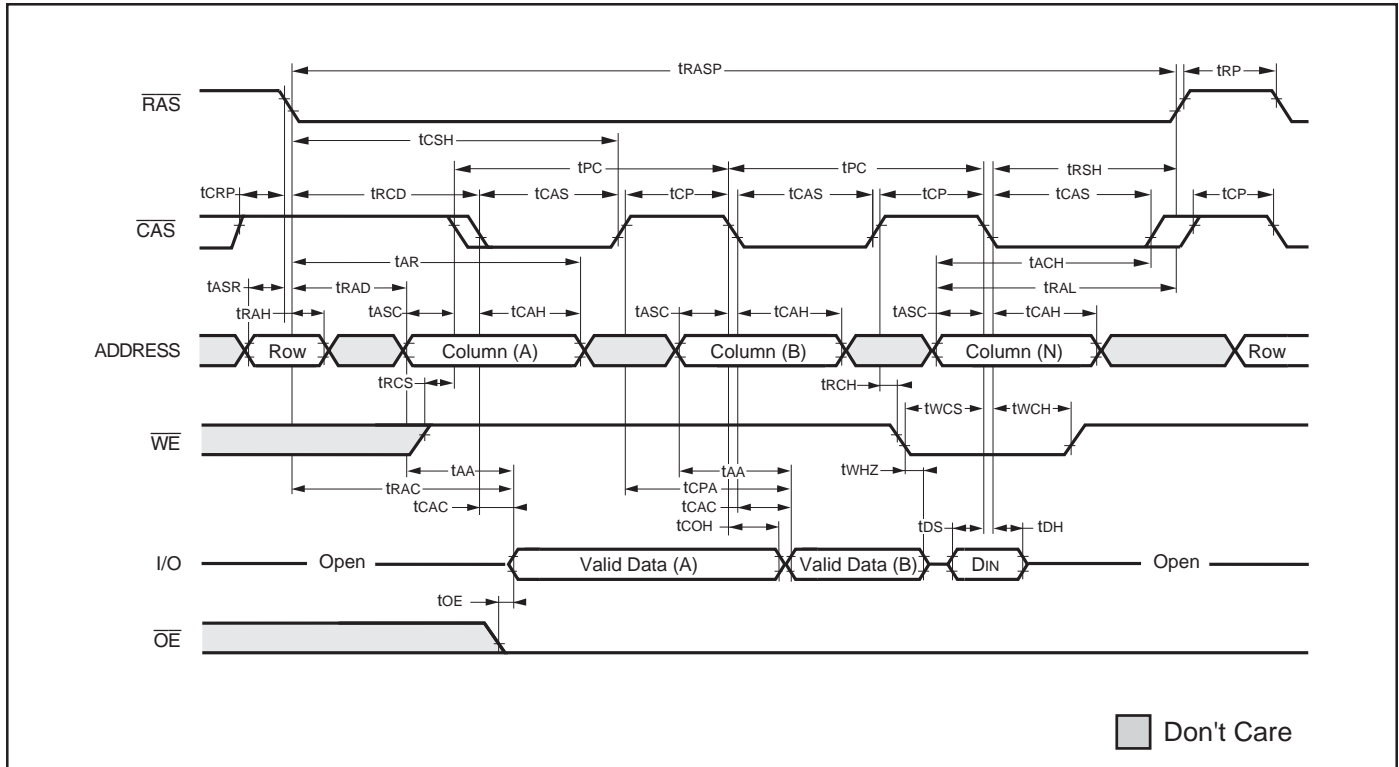 tRASP tRP
RAS
tCSH
tPC tPC tRSH
tCRP tRCD tCAS tCP tCAS tCP tCAS tCP
CAS
tAR tACH
tASR tRAD tRAL
tRAH tASC tCAH tASC tCAH tASC tCAH
ADDRESS Row Column (A) Column (B) Column (N) Row
tRCS tRCH
tWCS tWCH
WE
tAA tAA tWHZ
tRAC tCPA
tCAC tCAC
tCOH tDS tDH
I/O Open Valid Data (A) Valid Data (B) DIN Open
tOE
OE
Don't Care